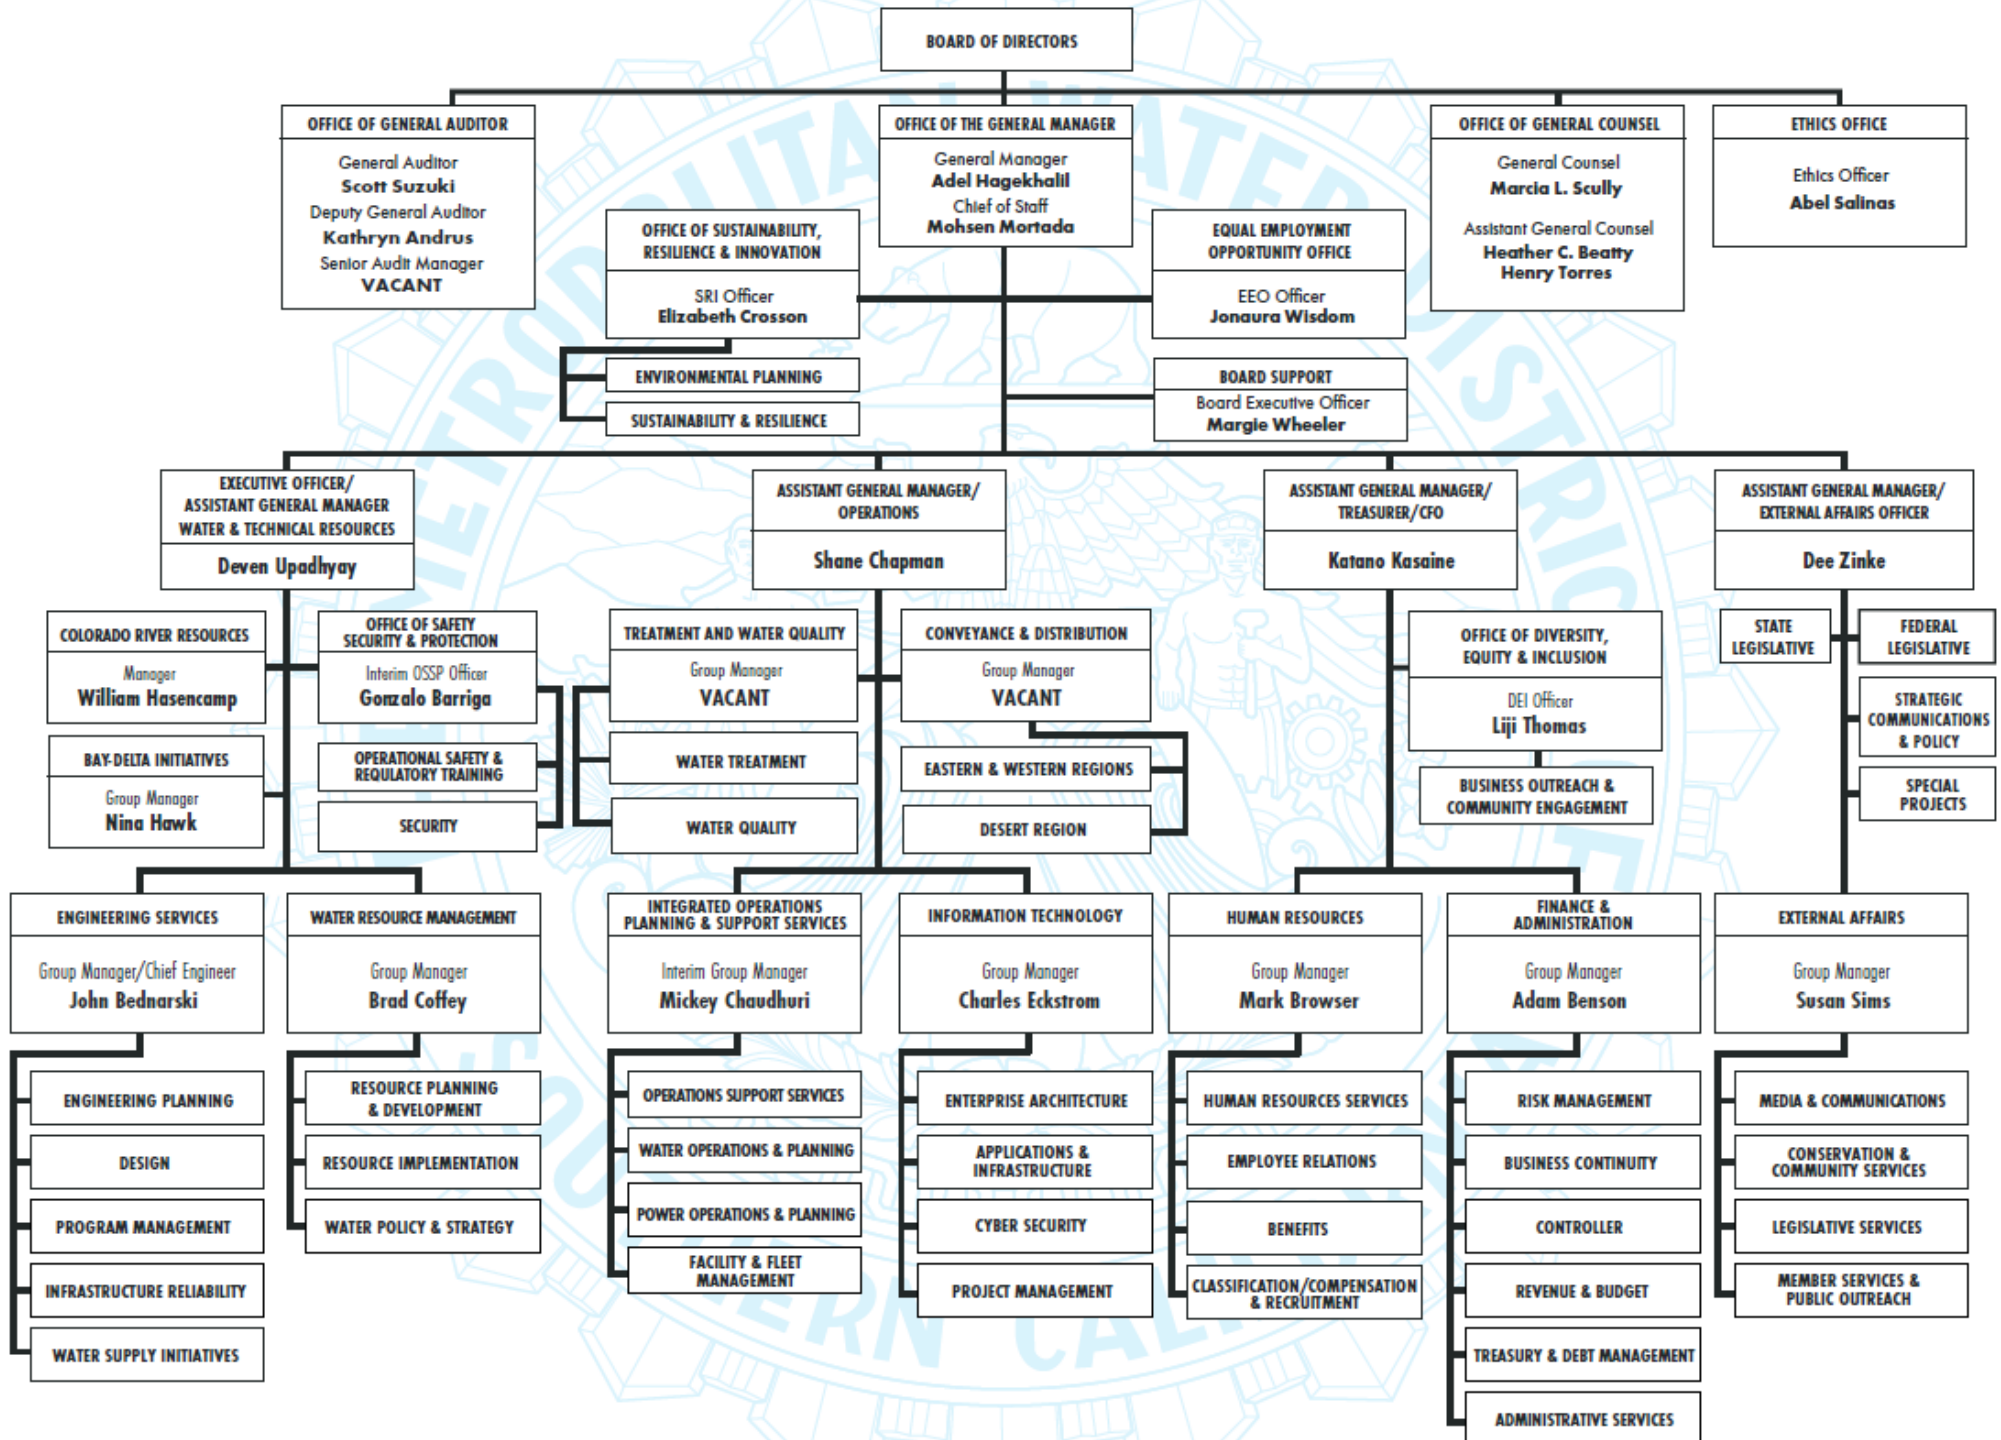 BOARD OF DIRECTORS
OFFICE OF GENERAL AUDITOR
General Auditor
Scott Suzuki
Deputy General Auditor
Kathryn Andrus
Senior Audit Manager
VACANT
OFFICE OF THE GENERAL MANAGER
General Manager
Adel Hagekhalil
Chief of Staff
Mohsen Mortada
OFFICE OF GENERAL COUNSEL
General Counsel
Marcia L. Scully
Assistant General Counsel
Heather C. Beatty
Henry Torres
ETHICS OFFICE
Ethics Officer
Abel Salinas
OFFICE OF SUSTAINABILITY,
RESILIENCE & INNOVATION
SRI Officer
Elizabeth Crosson
ENVIRONMENTAL PLANNING
SUSTAINABILITY & RESILIENCE
EQUAL EMPLOYMENT
OPPORTUNITY OFFICE
EEO Officer
Jonaura Wisdom
BOARD SUPPORT
Board Executive Officer
Margie Wheeler
EXECUTIVE OFFICER/
ASSISTANT GENERAL MANAGER
WATER & TECHNICAL RESOURCES
Deven Upadhyay
ASSISTANT GENERAL MANAGER/
OPERATIONS
Shane Chapman
ASSISTANT GENERAL MANAGER/
TREASURER/CFO
Katano Kasaine
ASSISTANT GENERAL MANAGER/
EXTERNAL AFFAIRS OFFICER
Dee Zinke
COLORADO RIVER RESOURCES
Manager
William Hasencamp
BAY-DELTA INITIATIVES
Group Manager
Nina Hawk
OFFICE OF SAFETY
SECURITY & PROTECTION
Interim OSSP Officer
Gonzalo Barriga
OPERATIONAL SAFETY &
REQULATORY TRAINING
SECURITY
TREATMENT AND WATER QUALITY
Group Manager
VACANT
WATER TREATMENT
WATER QUALITY
CONVEYANCE & DISTRIBUTION
Group Manager
VACANT
EASTERN & WESTERN REGIONS
DESERT REGION
OFFICE OF DIVERSITY,
EQUITY & INCLUSION
DEI Officer
Liji Thomas
BUSINESS OUTREACH &
COMMUNITY ENGAGEMENT
STATE
LEGISLATIVE
FEDERAL
LEGISLATIVE
STRATEGIC
COMMUNICATIONS
& POLICY
SPECIAL
PROJECTS
ENGINEERING SERVICES
Group Manager/Chief Engineer
John Bednarski
ENGINEERING PLANNING
DESIGN
PROGRAM MANAGEMENT
INFRASTRUCTURE RELIABILITY
WATER SUPPLY INITIATIVES
WATER RESOURCE MANAGEMENT
Group Manager
Brad Coffey
RESOURCE PLANNING
& DEVELOPMENT
RESOURCE IMPLEMENTATION
WATER POLICY & STRATEGY
INTEGRATED OPERATIONS
PLANNING & SUPPORT SERVICES
Interim Group Manager
Mickey Chaudhuri
OPERATIONS SUPPORT SERVICES
WATER OPERATIONS & PLANNING
POWER OPERATIONS & PLANNING
FACILITY & FLEET
MANAGEMENT
INFORMATION TECHNOLOGY
Group Manager
Charles Eckstrom
ENTERPRISE ARCHITECTURE
APPLICATIONS &
INFRASTRUCTURE
CYBER SECURITY
PROJECT MANAGEMENT
HUMAN RESOURCES
Group Manager
Mark Browser
HUMAN RESOURCES SERVICES
EMPLOYEE RELATIONS
BENEFITS
CLASSIFICATION/COMPENSATION
& RECRUITMENT
FINANCE &
ADMINISTRATION
Group Manager
Adam Benson
RISK MANAGEMENT
BUSINESS CONTINUITY
CONTROLLER
REVENUE & BUDGET
TREASURY & DEBT MANAGEMENT
ADMINISTRATIVE SERVICES
EXTERNAL AFFAIRS
Group Manager
Susan Sims
MEDIA & COMMUNICATIONS
CONSERVATION &
COMMUNITY SERVICES
LEGISLATIVE SERVICES
MEMBER SERVICES &
PUBLIC OUTREACH